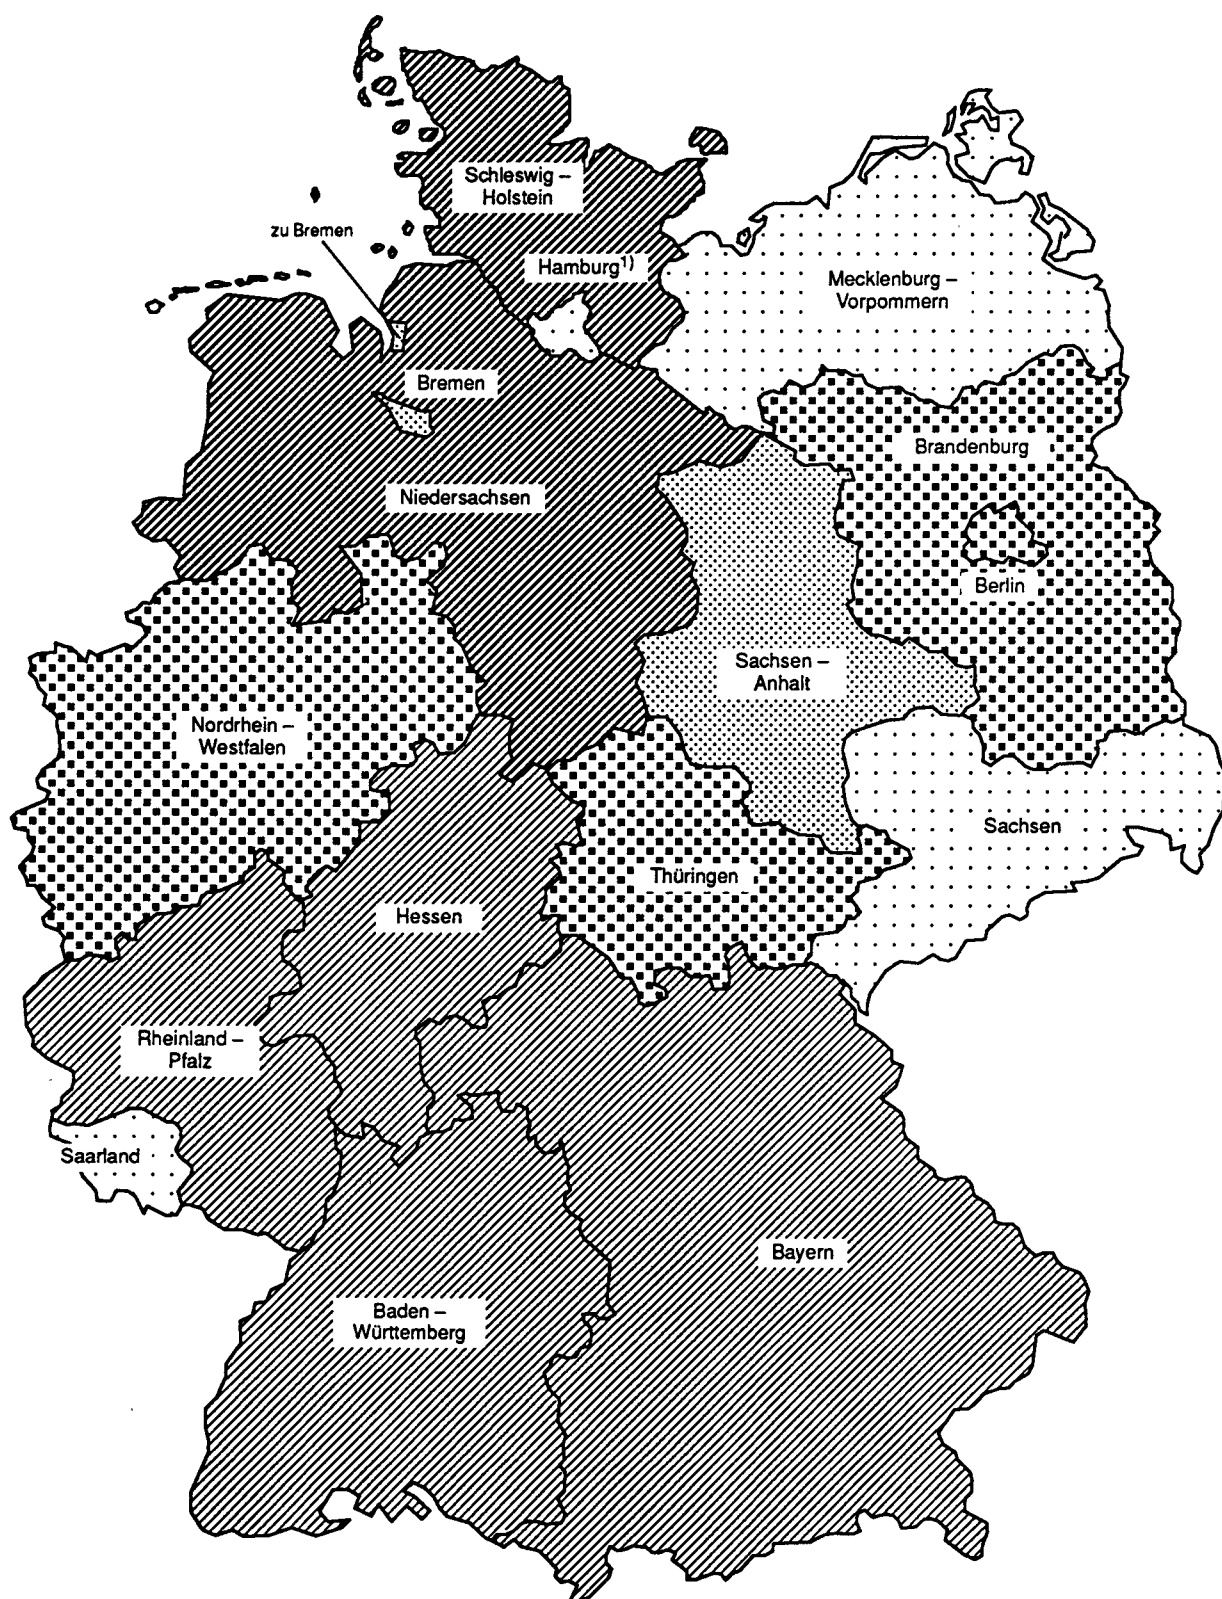 Schleswig –
Holstein
zu Bremen
Hamburg¹⁾
Mecklenburg –
Vorpommern
Bremen
Brandenburg
Niedersachsen
Berlin
Sachsen –
Anhalt
Nordrhein –
Westfalen
Sachsen
Thüringen
Hessen
Rheinland –
Pfalz
Saarland
Bayern
Baden –
Württemberg